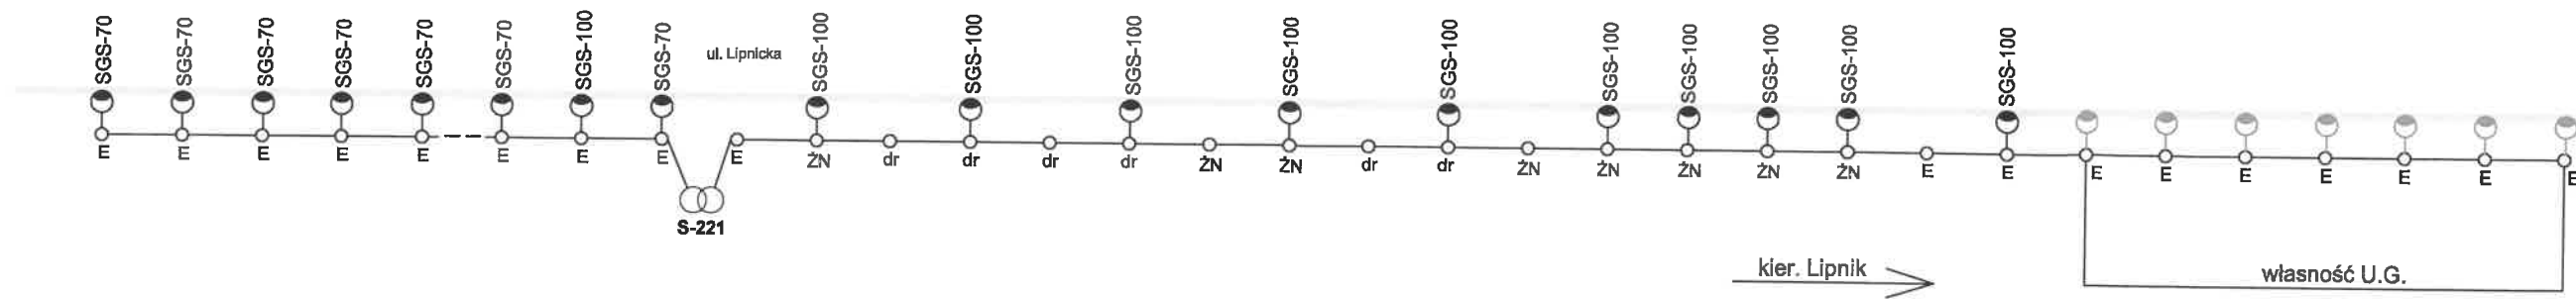 SGS-70 SGS-70 SGS-70 SGS-70 SGS-70 SGS-70 SGS-100 SGS-70 ul. Lipnicka SGS-100 SGS-100 SGS-100 SGS-100 SGS-100 SGS-100 SGS-100 SGS-100 SGS-100 SGS-100
E E E E E E E E E ŻN dr dr dr dr ŻN ŻN dr dr ŻN ŻN ŻN ŻN ŻN E E E E E E E E E
S-221
kier. Lipnik
własność U.G.